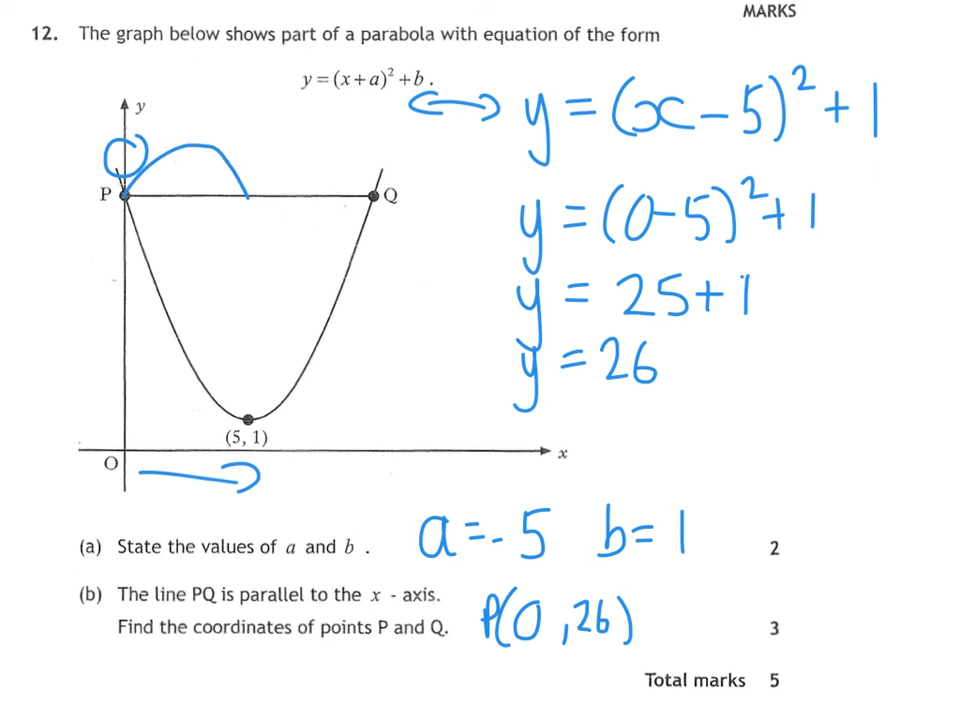 MARKS
12. The graph below shows part of a parabola with equation of the form
y = (x + a)² + b .
y = (x - 5)² + 1
y
P
Q
y = (0 - 5)² + 1
y = 25 + 1
y = 26
(5, 1)
O
x
(a) State the values of a and b . a = - 5 b = 1 2
(b) The line PQ is parallel to the x - axis.
Find the coordinates of points P and Q. P(0 , 26) 3
Total marks 5